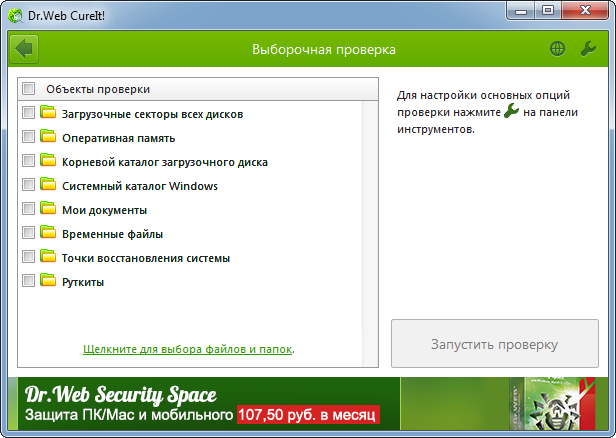 Dr.Web CureIt!
Выборочная проверка
Объекты проверки
Загрузочные секторы всех дисков
Оперативная память
Корневой каталог загрузочного диска
Системный каталог Windows
Мои документы
Временные файлы
Точки восстановления системы
Руткиты
Щелкните для выбора файлов и папок.
Для настройки основных опций
проверки нажмите на панели
инструментов.
Запустить проверку
Dr.Web Security Space
Защита ПК/Mac и мобильного 107,50 руб. в месяц